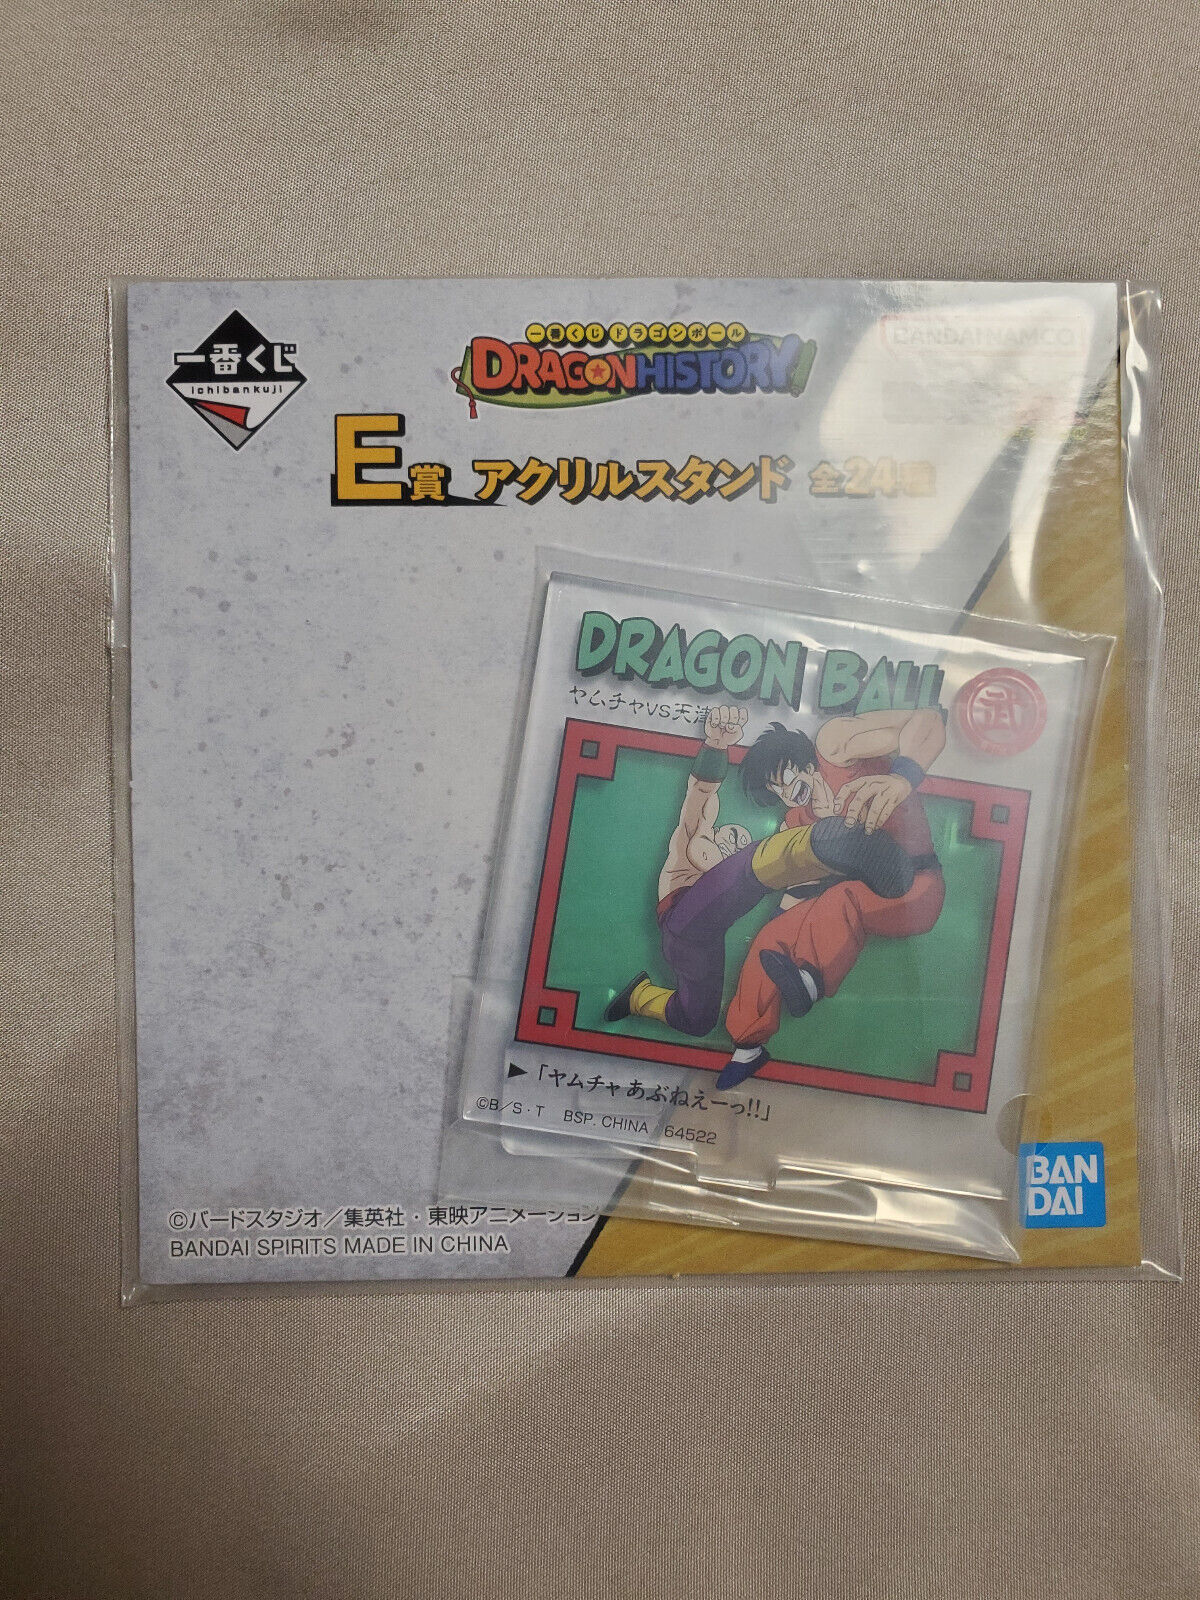 一番くじ
ichibankuji
一番くじ ドラゴンボール
DRAGON HISTORY
BANDAI NAMCO
E賞 アクリルスタンド 全24種
DRAGON BALL
ヤムチャVS天津
武
▶「ヤムチャ あぶねえーっ!!」
©B/S・T BSP. CHINA 64522
BAN
DAI
©バードスタジオ/集英社・東映アニメーション
BANDAI SPIRITS MADE IN CHINA